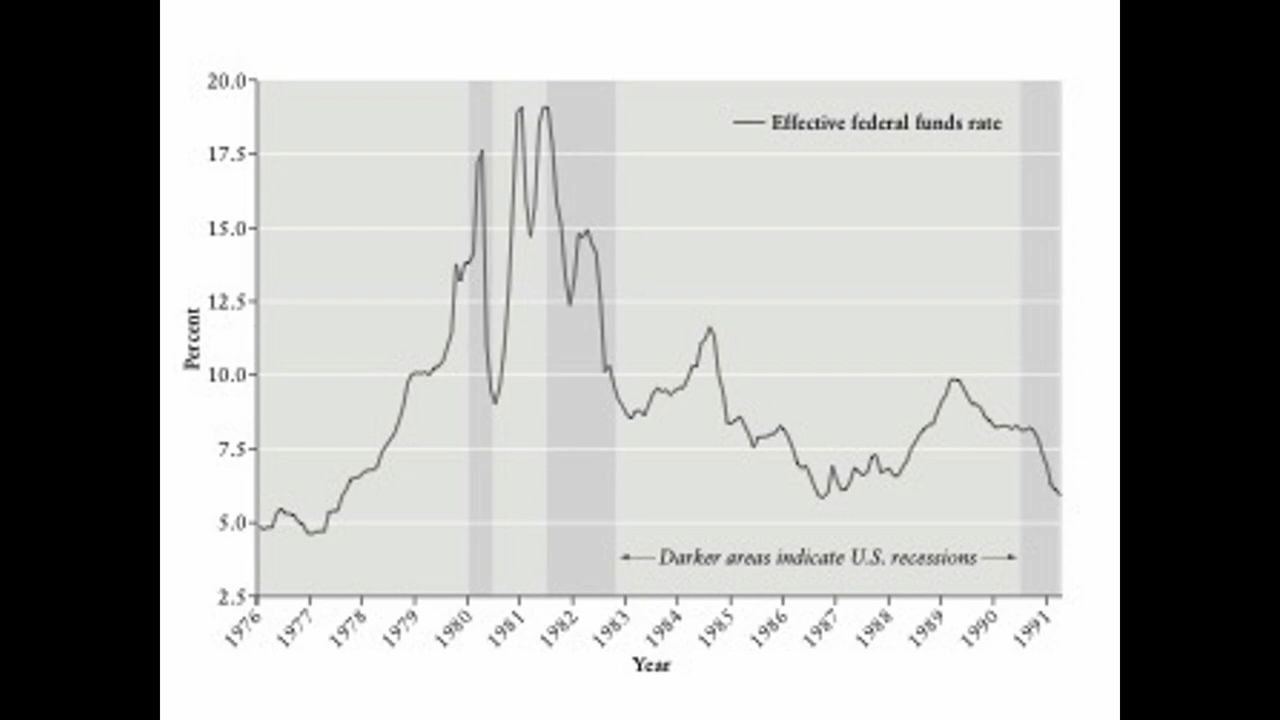 20.0
Effective federal funds rate
17.5
15.0
12.5
Percent
10.0
7.5
5.0
Darker areas indicate U.S. recessions
2.5
1976 1977 1978 1979 1980 1981 1982 1983 1984 1985 1986 1987 1988 1989 1990 1991
Year